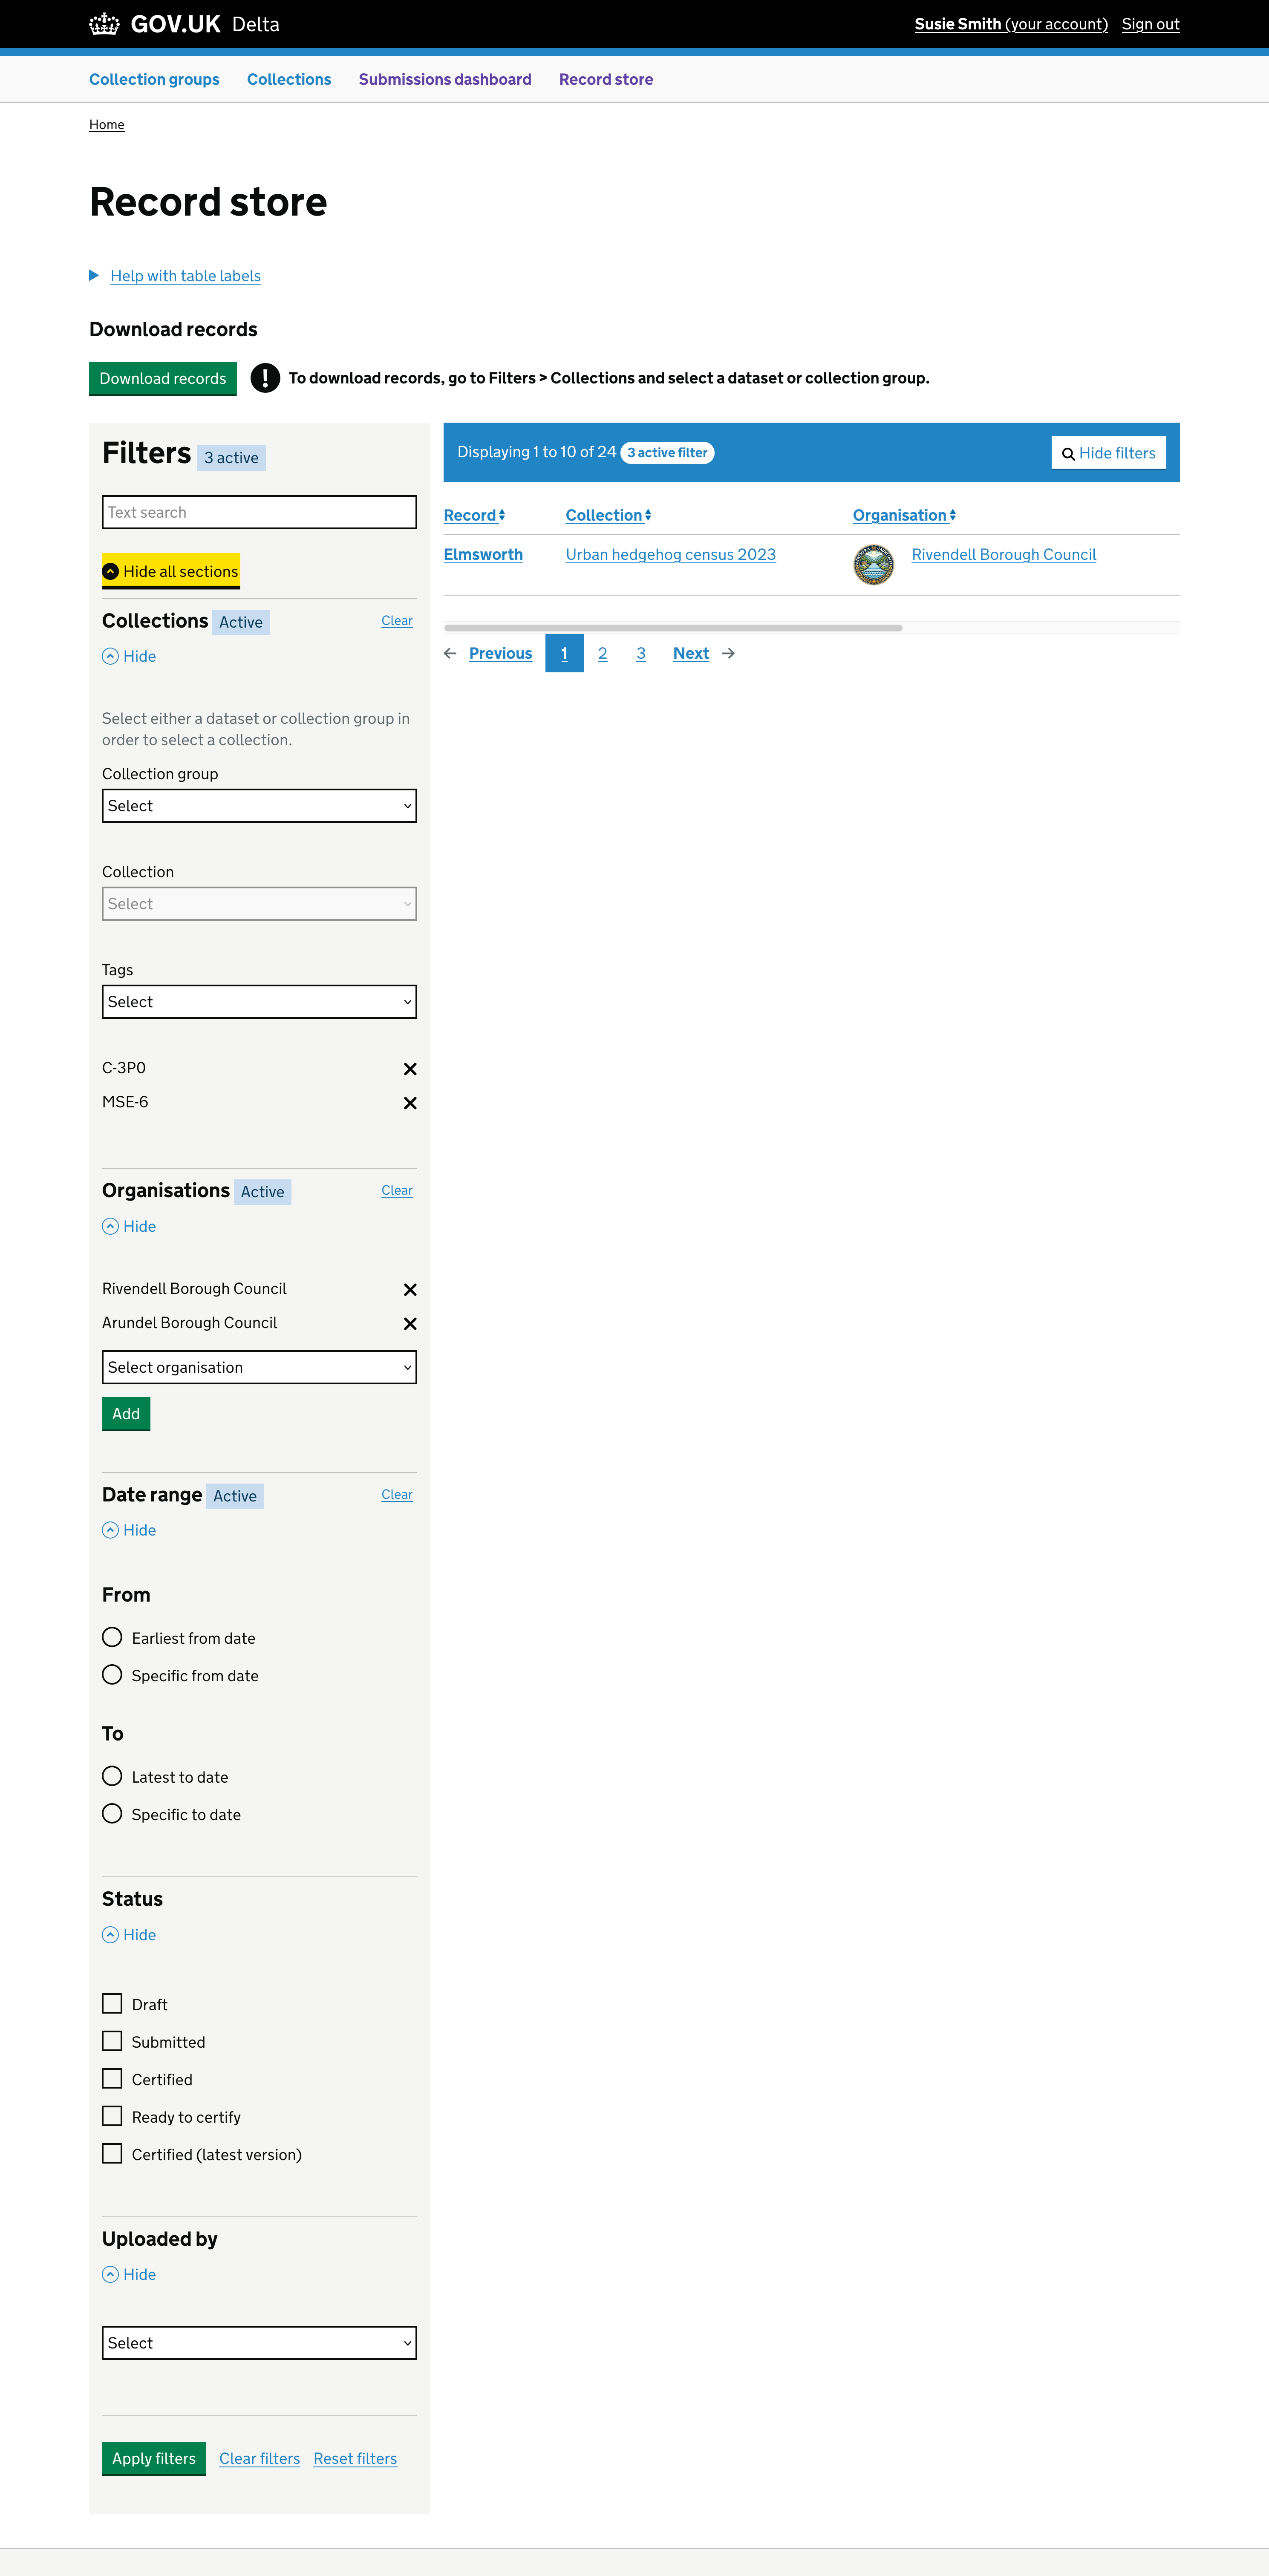 GOV.UK Delta
Susie Smith (your account) Sign out
Collection groups Collections Submissions dashboard Record store
Home
Record store
Help with table labels
Download records
Download records ! To download records, go to Filters > Collections and select a dataset or collection group.
Filters 3 active
Text search
Hide all sections
Collections Active Clear
Hide
Select either a dataset or collection group in
order to select a collection.
Collection group
Select
Collection
Select
Tags
Select
C-3P0
MSE-6
Organisations Active Clear
Hide
Rivendell Borough Council
Arundel Borough Council
Select organisation
Add
Date range Active Clear
Hide
From
Earliest from date
Specific from date
To
Latest to date
Specific to date
Status
Hide
Draft
Submitted
Certified
Ready to certify
Certified (latest version)
Uploaded by
Hide
Select
Apply filters Clear filters Reset filters
Displaying 1 to 10 of 24 3 active filter Hide filters
Record Collection Organisation
Elmsworth Urban hedgehog census 2023 Rivendell Borough Council
Previous 1 2 3 Next